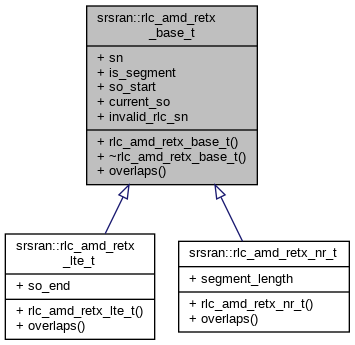 srsran::rlc_amd_retx
_base_t
+ sn
+ is_segment
+ so_start
+ current_so
+ invalid_rlc_sn
+ rlc_amd_retx_base_t()
+ ~rlc_amd_retx_base_t()
+ overlaps()
srsran::rlc_amd_retx
_lte_t
+ so_end
+ rlc_amd_retx_lte_t()
+ overlaps()
srsran::rlc_amd_retx_nr_t
+ segment_length
+ rlc_amd_retx_nr_t()
+ overlaps()